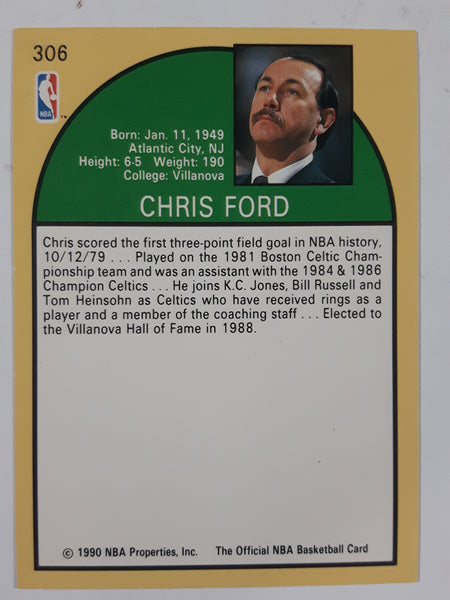 306
NBA
TM
Born: Jan. 11, 1949
Atlantic City, NJ
Height: 6-5 Weight: 190
College: Villanova
CHRIS FORD
Chris scored the first three-point field goal in NBA history,
10/12/79 . . . Played on the 1981 Boston Celtic Cham-
pionship team and was an assistant with the 1984 & 1986
Champion Celtics . . . He joins K.C. Jones, Bill Russell and
Tom Heinsohn as Celtics who have received rings as
a player and a member of the coaching staff . . . Elected to
the Villanova Hall of Fame in 1988.
© 1990 NBA Properties, Inc. The Official NBA Basketball Card